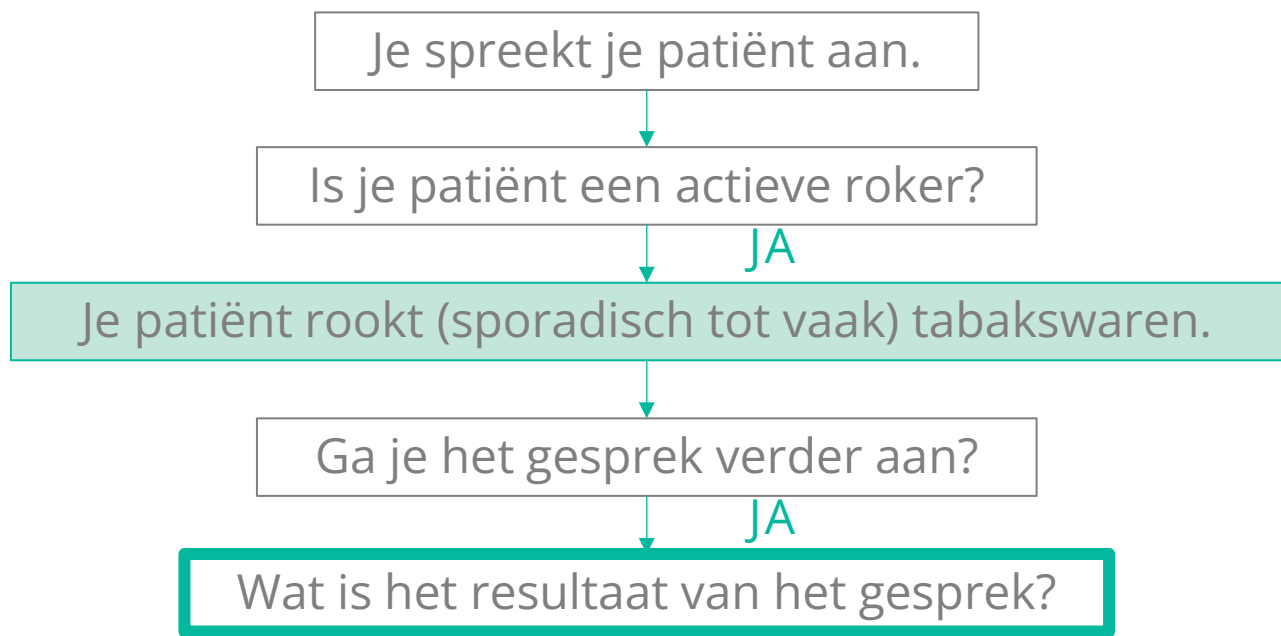 Je spreekt je patiënt aan.
Is je patiënt een actieve roker?
JA
Je patiënt rookt (sporadisch tot vaak) tabakswaren.
Ga je het gesprek verder aan?
JA
Wat is het resultaat van het gesprek?